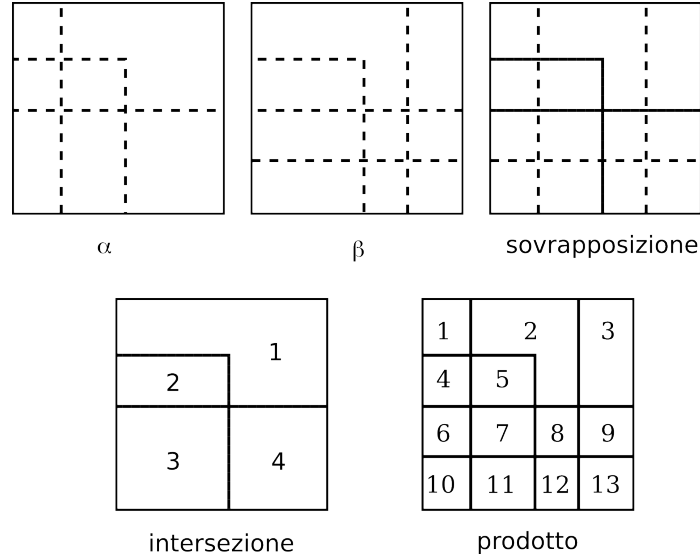 α β sovrapposizione
1
2
3 4
intersezione
1 2 3
4 5
6 7 8 9
10 11 12 13
prodotto